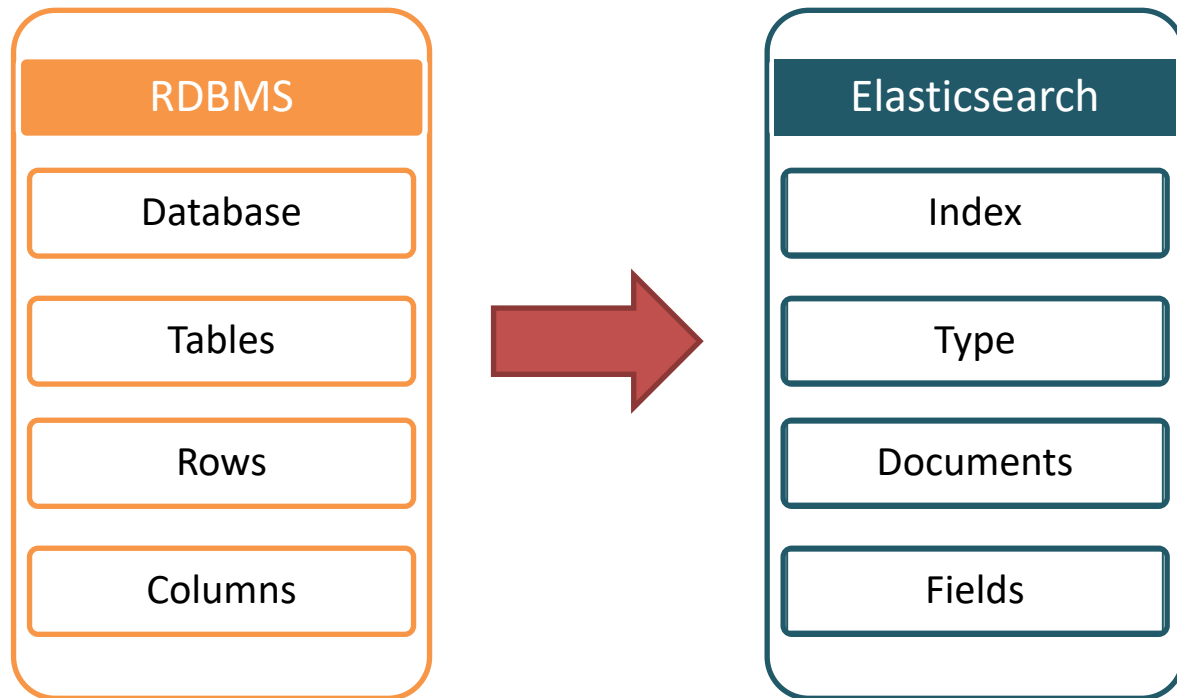 RDBMS
Database
Tables
Rows
Columns
Elasticsearch
Index
Type
Documents
Fields